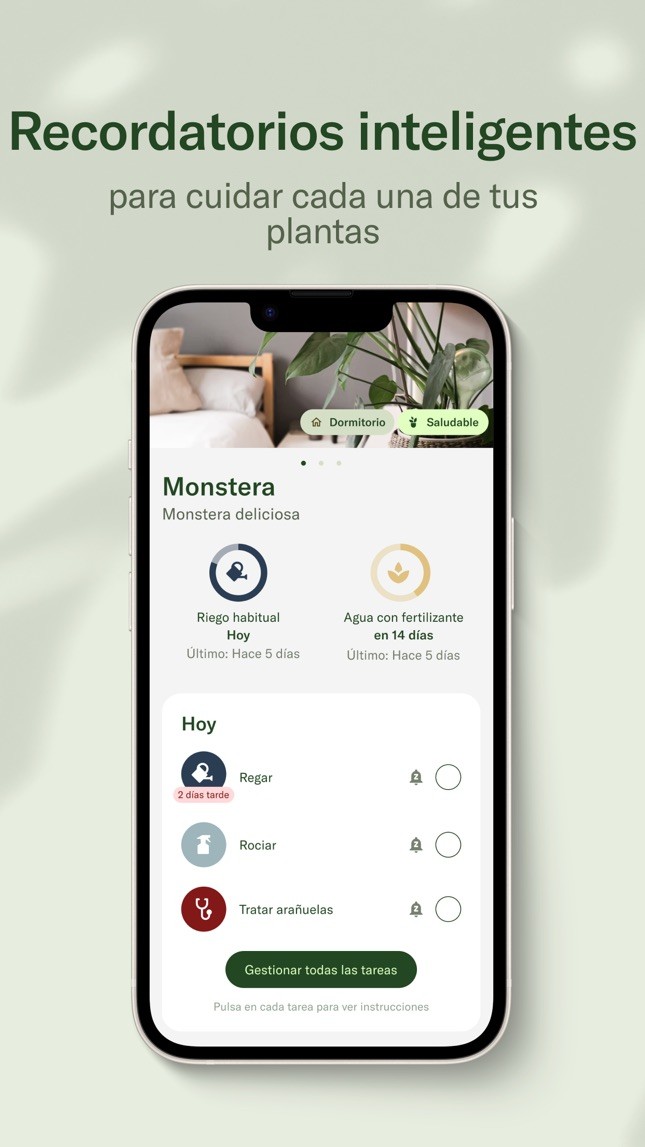 Recordatorios inteligentes
para cuidar cada una de tus
plantas
Dormitorio
Saludable
Monstera
Monstera deliciosa
Riego habitual
Hoy
Último: Hace 5 días
Agua con fertilizante
en 14 días
Último: Hace 5 días
Hoy
Regar
2 días tarde
Rociar
Tratar arañuelas
Gestionar todas las tareas
Pulsa en cada tarea para ver instrucciones